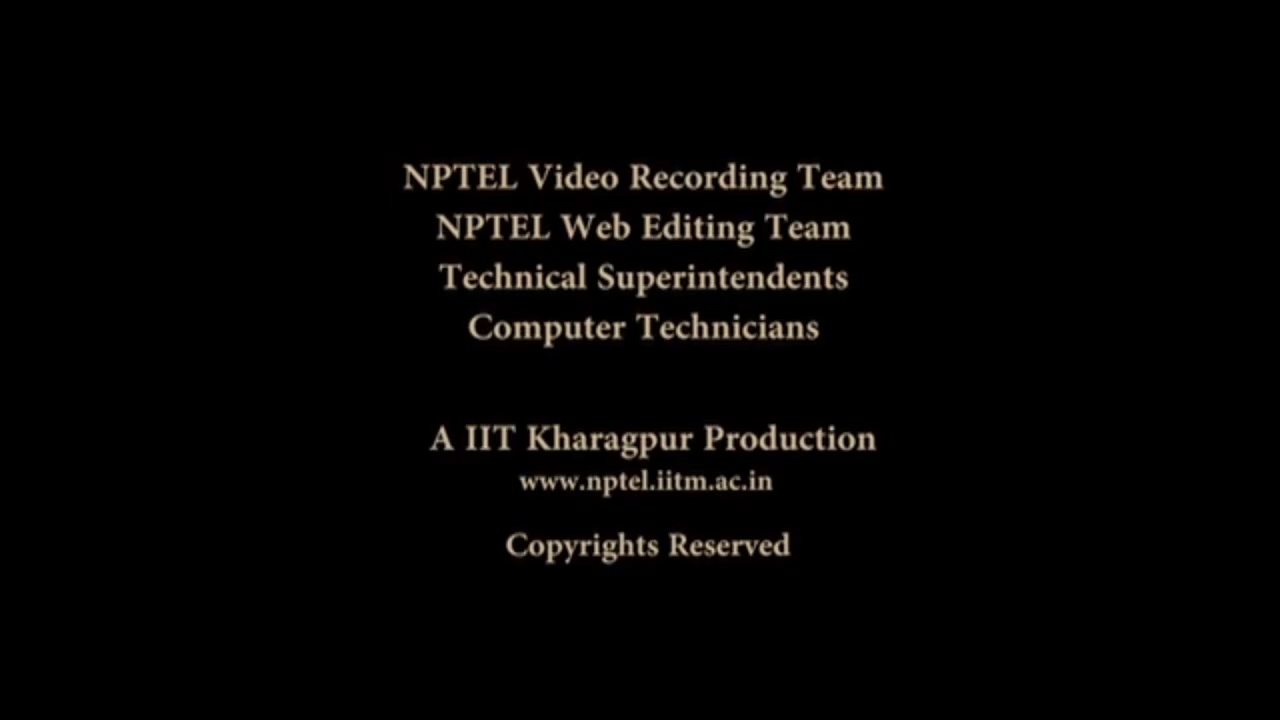 NPTEL Video Recording Team
NPTEL Web Editing Team
Technical Superintendents
Computer Technicians
A IIT Kharagpur Production
www.nptel.iitm.ac.in
Copyrights Reserved